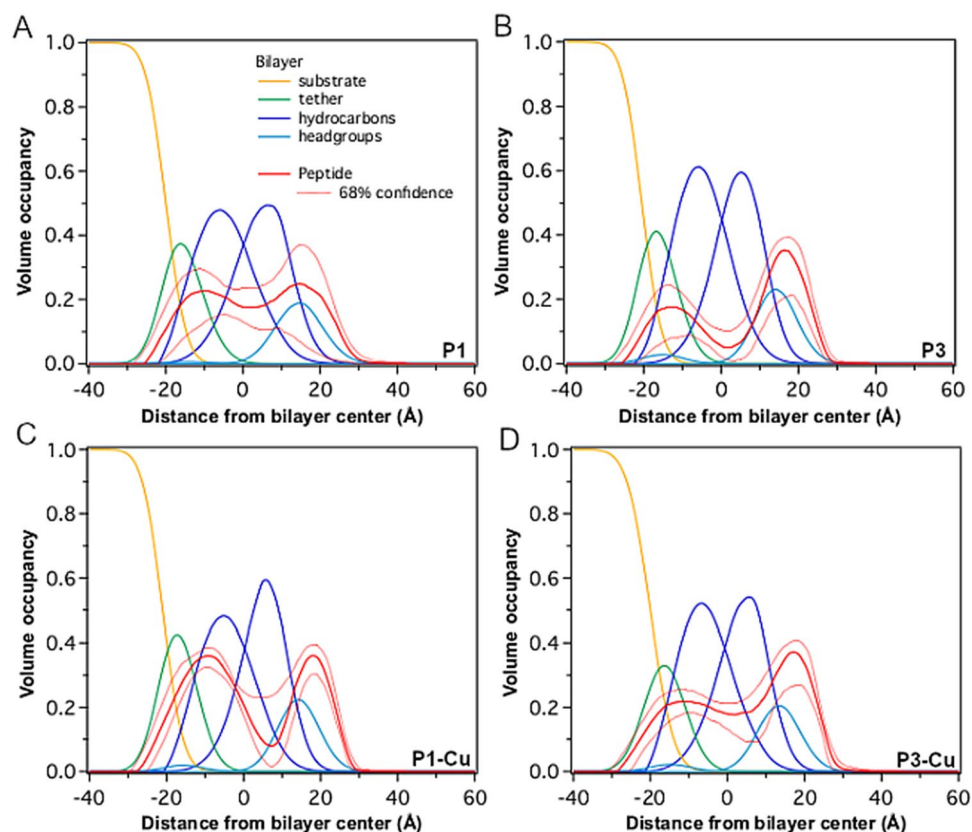 A
1.0
0.8
0.6
0.4
0.2
0.0
Volume occupancy
Bilayer
substrate
tether
hydrocarbons
headgroups
Peptide
68% confidence
P1
-40 -20 0 20 40 60
Distance from bilayer center (Å)
B
1.0
0.8
0.6
0.4
0.2
0.0
Volume occupancy
P3
-40 -20 0 20 40 60
Distance from bilayer center (Å)
C
1.0
0.8
0.6
0.4
0.2
0.0
Volume occupancy
P1-Cu
-40 -20 0 20 40 60
Distance from bilayer center (Å)
D
1.0
0.8
0.6
0.4
0.2
0.0
Volume occupancy
P3-Cu
-40 -20 0 20 40 60
Distance from bilayer center (Å)